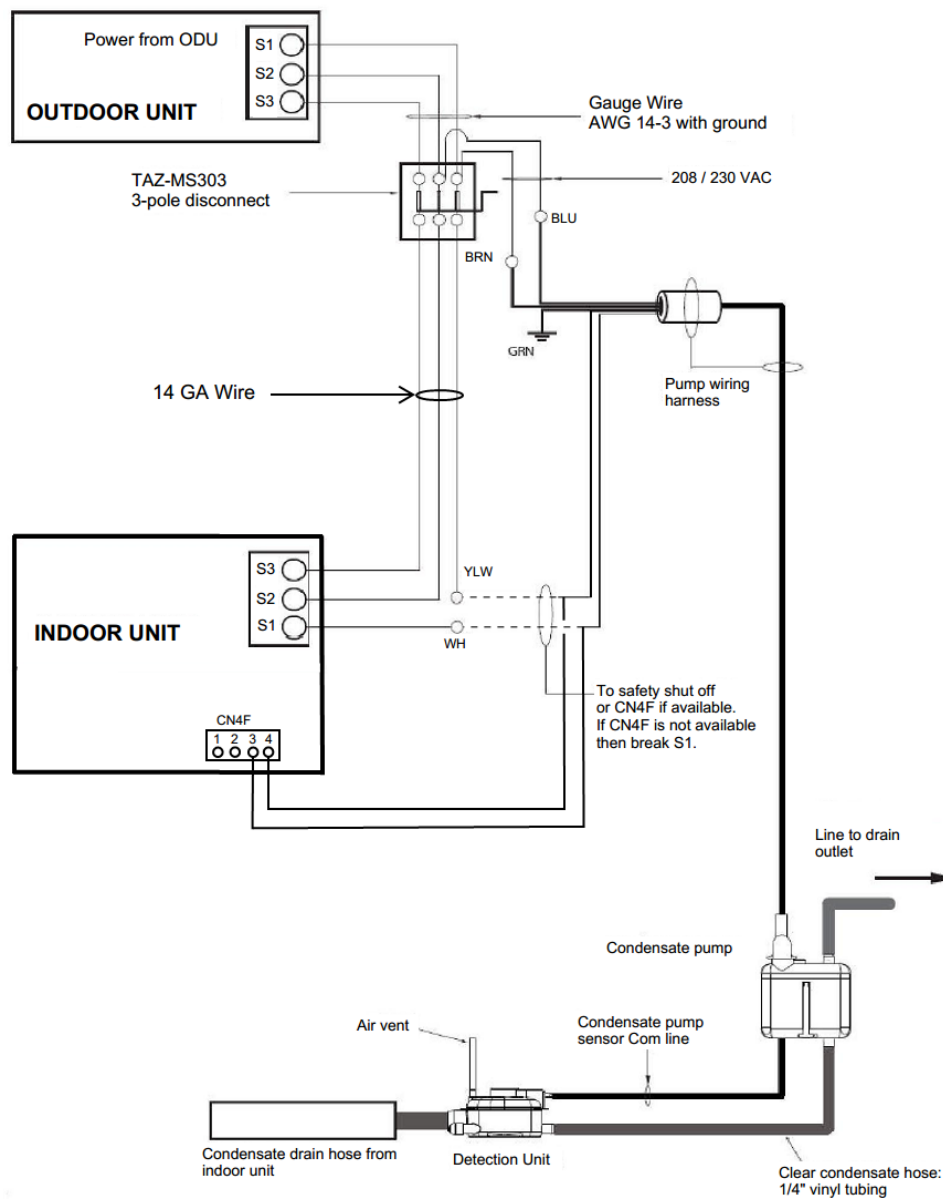 Power from ODU
S1
S2
S3
OUTDOOR UNIT
Gauge Wire
AWG 14-3 with ground
TAZ-MS303
3-pole disconnect
208 / 230 VAC
BLU
BRN
GRN
Pump wiring
harness
14 GA Wire
S3
S2
S1
INDOOR UNIT
YLW
WH
To safety shut off
or CN4F if available.
If CN4F is not available
then break S1.
CN4F
1 2 3 4
Line to drain
outlet
Condensate pump
Air vent
Condensate pump
sensor Com line
Condensate drain hose from
indoor unit
Detection Unit
Clear condensate hose:
1/4" vinyl tubing